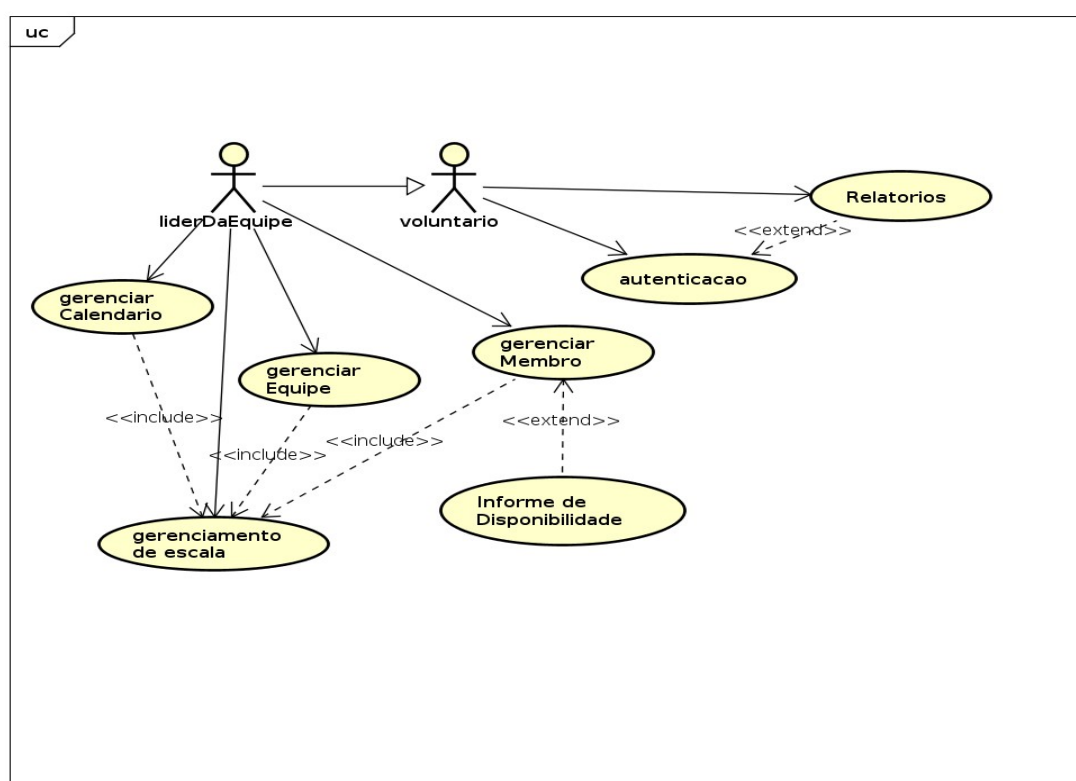 uc
liderDaEquipe
voluntario
Relatorios
<<extend>>
autenticacao
gerenciar
Calendario
gerenciar
Membro
gerenciar
Equipe
<<include>>
<<extend>>
<<include>>
<<include>>
Informe de
Disponibilidade
gerenciamento
de escala